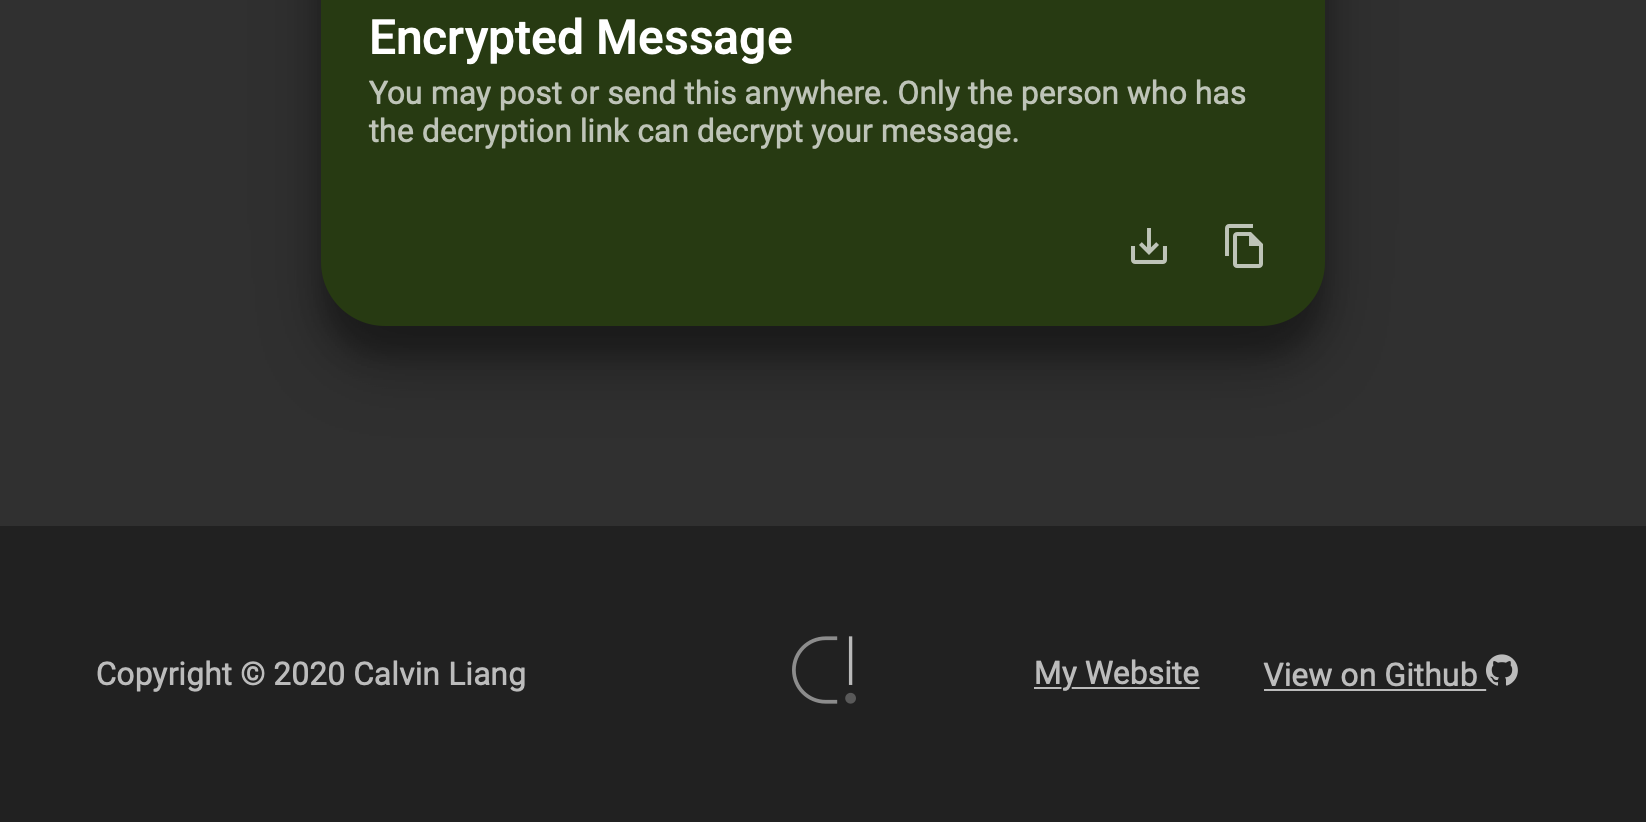 Encrypted Message
You may post or send this anywhere. Only the person who has
the decryption link can decrypt your message.
Copyright © 2020 Calvin Liang
My Website
View on Github